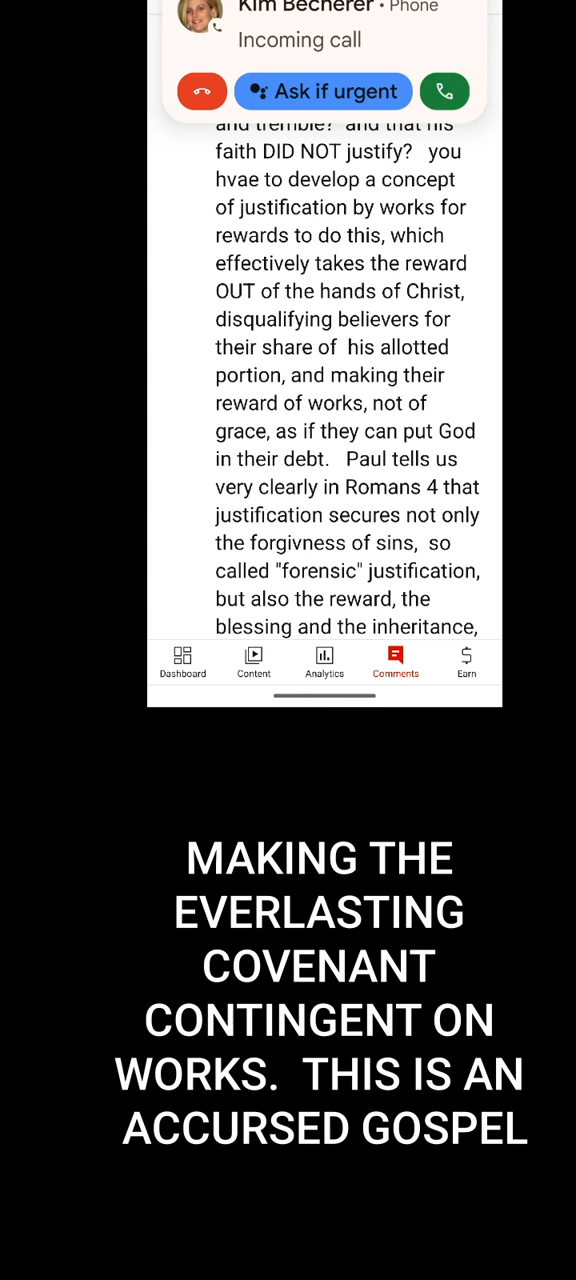 Kim Becherer • Phone
Incoming call
Ask if urgent
and tremble? and that his
faith DID NOT justify? you
hvae to develop a concept
of justification by works for
rewards to do this, which
effectively takes the reward
OUT of the hands of Christ,
disqualifying believers for
their share of his allotted
portion, and making their
reward of works, not of
grace, as if they can put God
in their debt. Paul tells us
very clearly in Romans 4 that
justification secures not only
the forgivness of sins, so
called "forensic" justification,
but also the reward, the
blessing and the inheritance,
Dashboard Content Analytics Comments Earn
MAKING THE
EVERLASTING
COVENANT
CONTINGENT ON
WORKS. THIS IS AN
ACCURSED GOSPEL